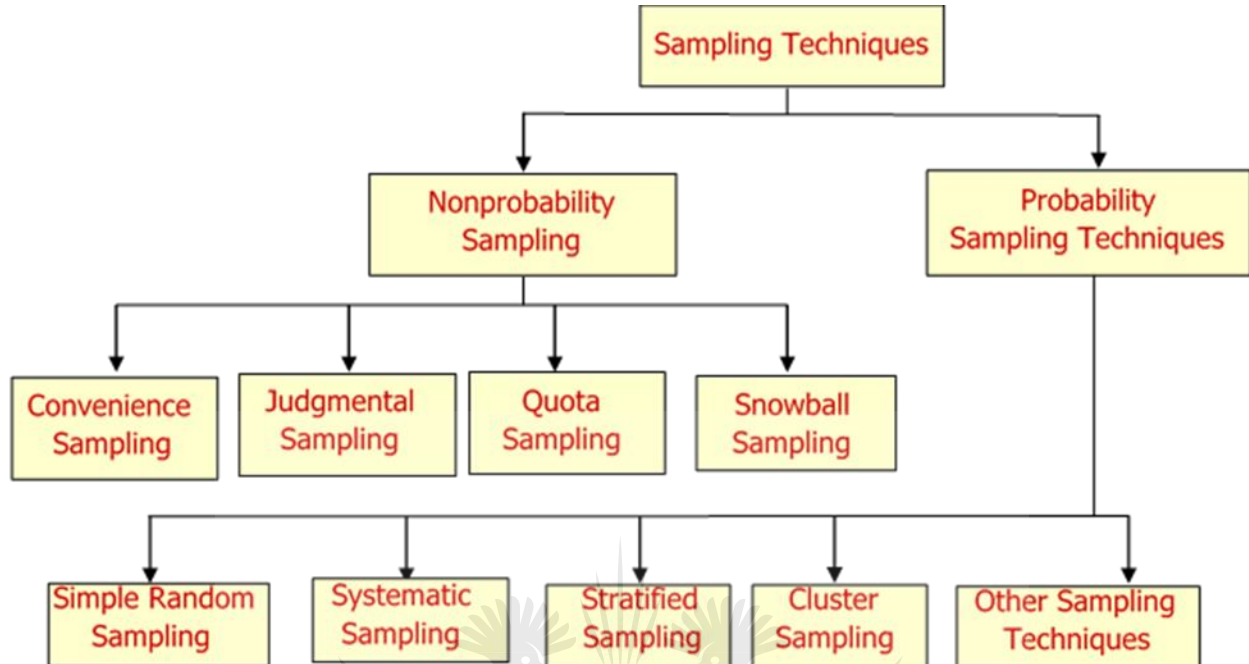 Sampling Techniques
Nonprobability
Sampling
Probability
Sampling Techniques
Convenience
Sampling
Judgmental
Sampling
Quota
Sampling
Snowball
Sampling
Simple Random
Sampling
Systematic
Sampling
Stratified
Sampling
Cluster
Sampling
Other Sampling
Techniques